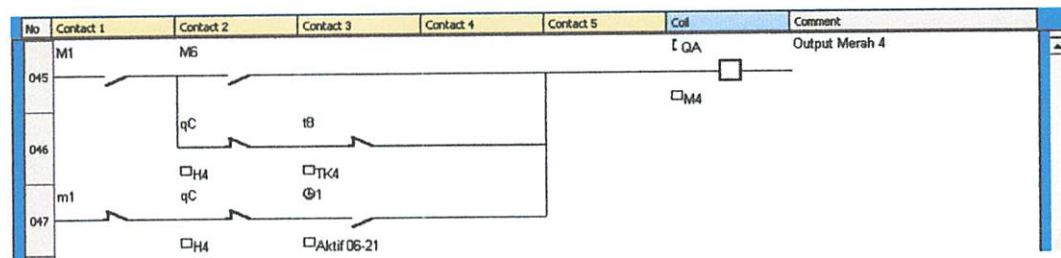 No Contact 1 Contact 2 Contact 3 Contact 4 Contact 5 Coil Comment
M1 M6 [ QA Output Merah 4
045
M4
qC tB
046
H4 TK4
m1 qC 1
047
H4 Aktif 06-21